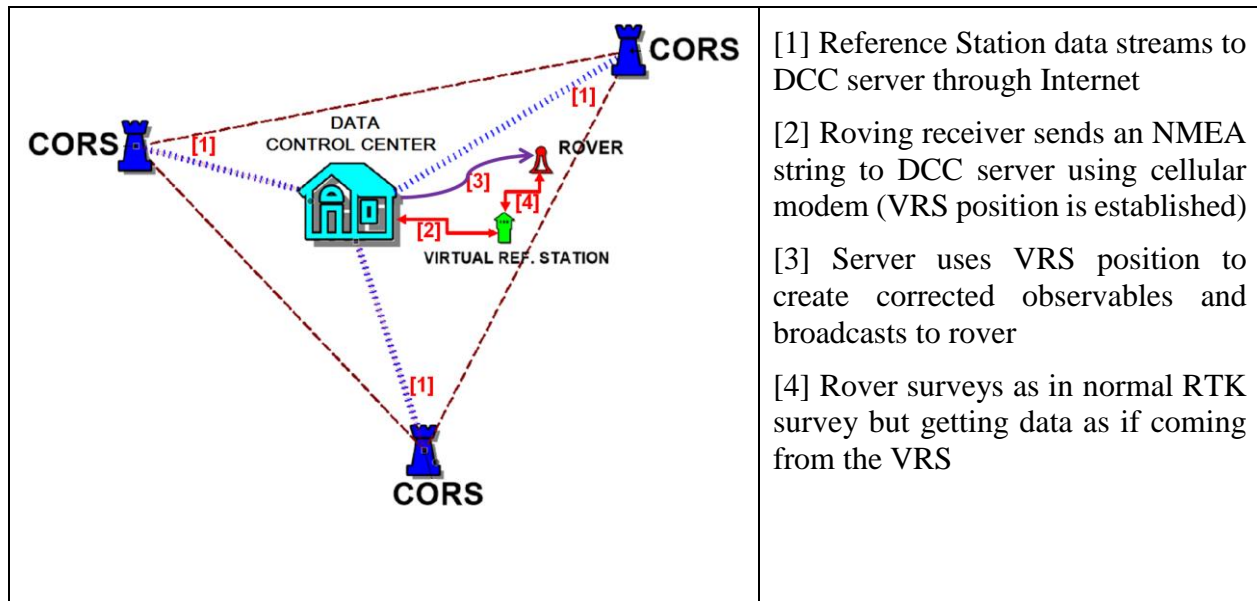 CORS
[1]
CORS
[1]
DATA
CONTROL CENTER
ROVER
[3]
[4]
[2]
VIRTUAL REF. STATION
[1]
CORS
[1] Reference Station data streams to
DCC server through Internet
[2] Roving receiver sends an NMEA
string to DCC server using cellular
modem (VRS position is established)
[3] Server uses VRS position to
create corrected observables and
broadcasts to rover
[4] Rover surveys as in normal RTK
survey but getting data as if coming
from the VRS